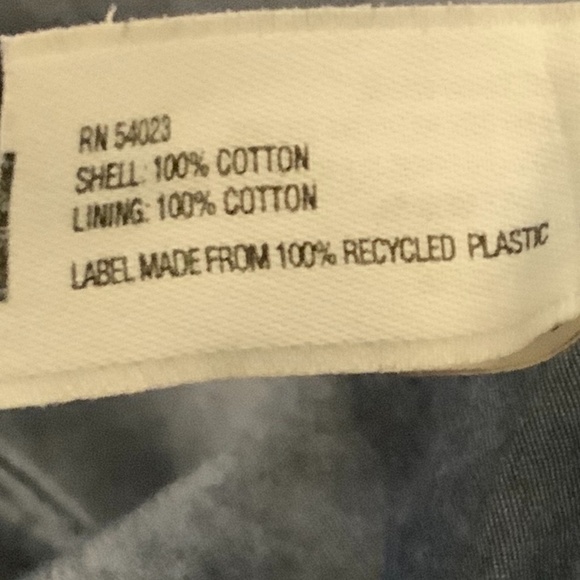 RN 54023
SHELL: 100% COTTON
LINING: 100% COTTON
LABEL MADE FROM 100% RECYCLED PLASTIC